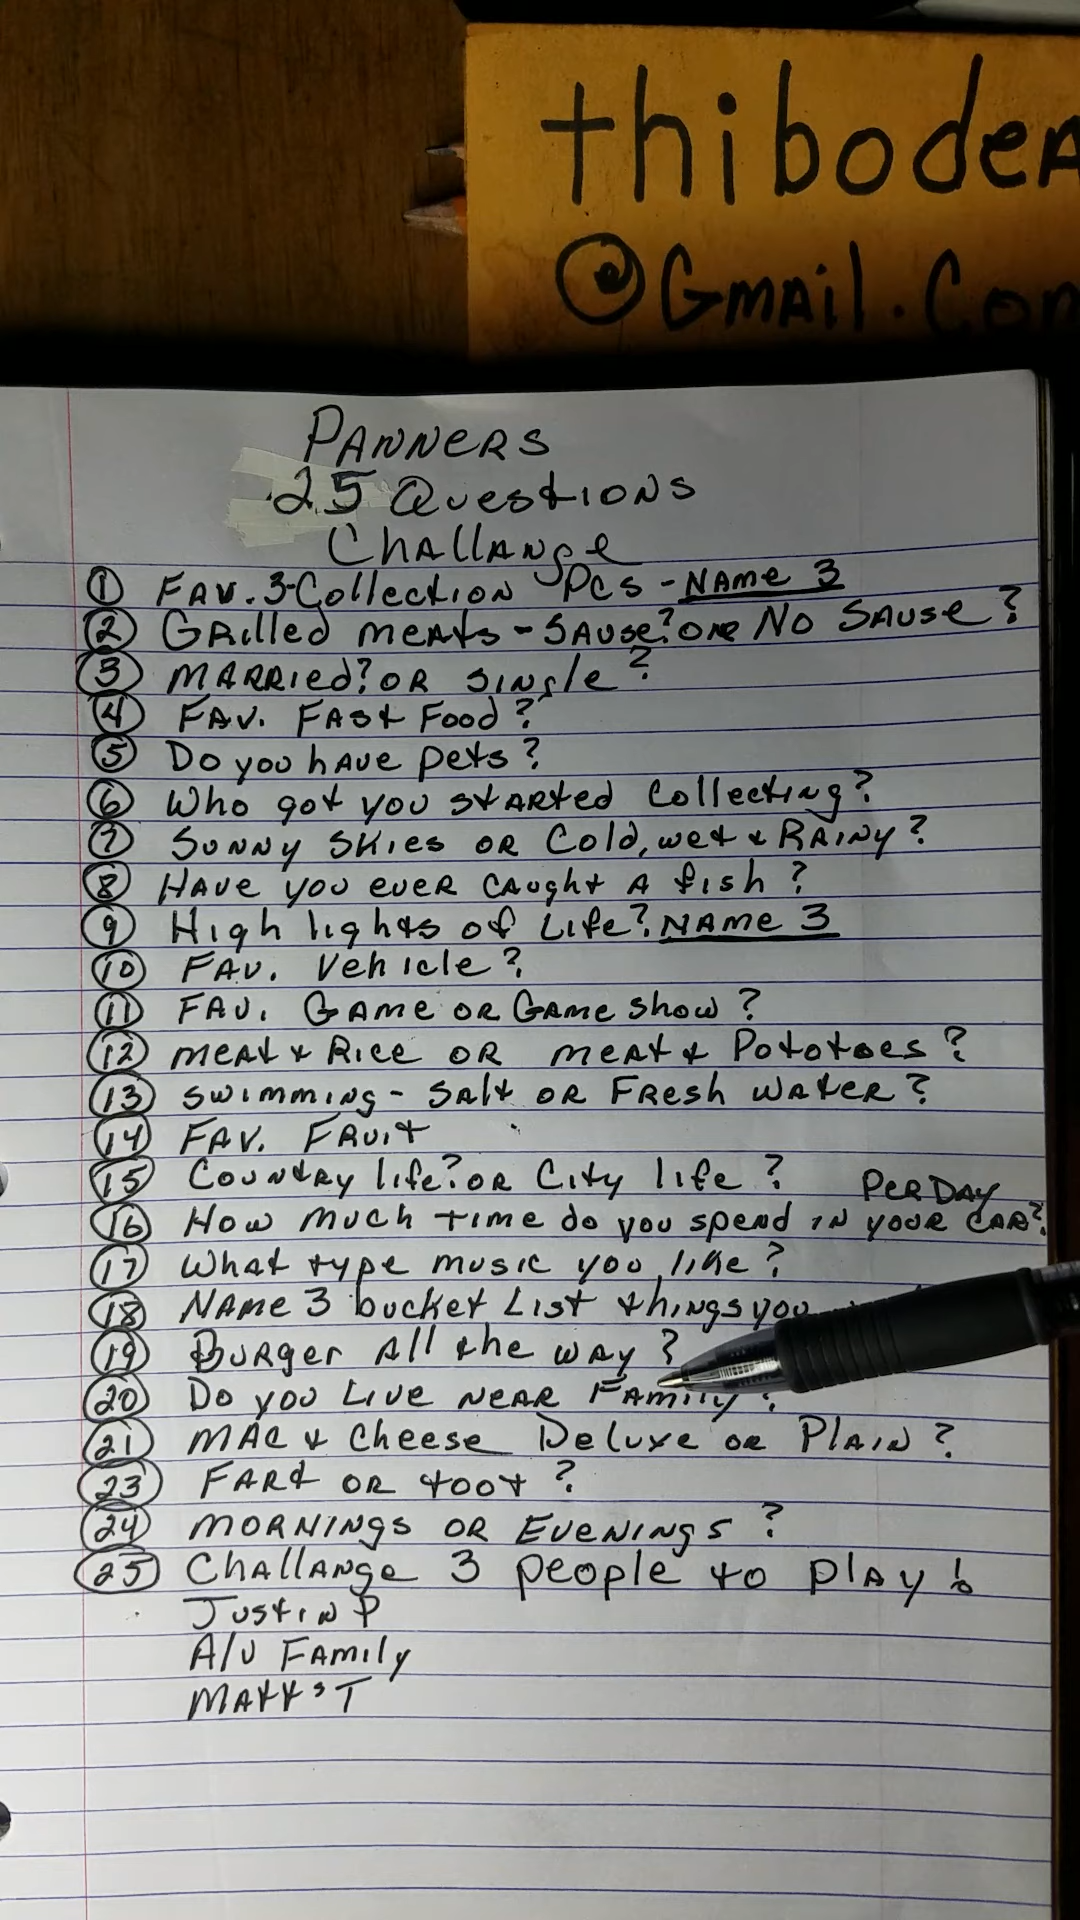 thibodeA
@GmAil.Com
PANNERS
25 Questions
ChAllANge
1 FAV. 3-Collection Pcs - NAme 3
2 GRilled meAts - SAuse? ORe No SAuse?
3 mARRied? OR single?
4 FAV. FASt Food?
5 Do you hAve pets?
6 Who got you stARted Collecting?
7 Sunny Skies OR Cold, wet & RAiNy?
8 HAve you eveR CAught A fish?
9 High lights of Life? NAme 3
10 FAV. Vehicle?
11 FAV. GAme OR GAme show?
12 meAt & Rice OR meAt & Pototoes?
13 swimming - SAlt OR FResh wAteR?
14 FAV. FRuit
15 CountRy life? OR City life?
PeR DAy
16 How much time do you spend in youR CAR?
17 WhAt type music you like?
18 NAme 3 bucket List things you
19 BuRgeR All the wAy?
20 Do you Live neAR FAmily?
21 MAC & Cheese Deluxe or PlAin?
23 FARt OR toot?
24 moRNiNgs OR EveNiNgs?
25 ChAllANge 3 people to plAy!
Justin P
A/U FAmily
MAtt'sT